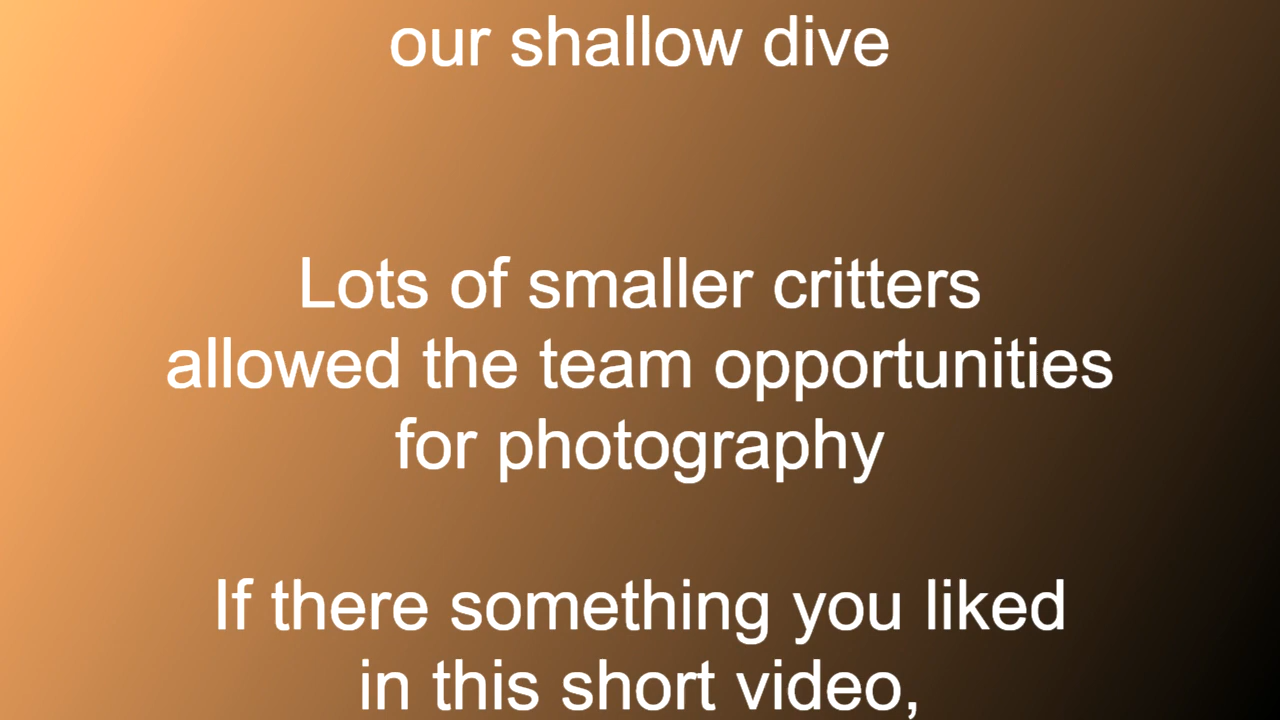 our shallow dive
Lots of smaller critters
allowed the team opportunities
for photography
If there something you liked
in this short video,